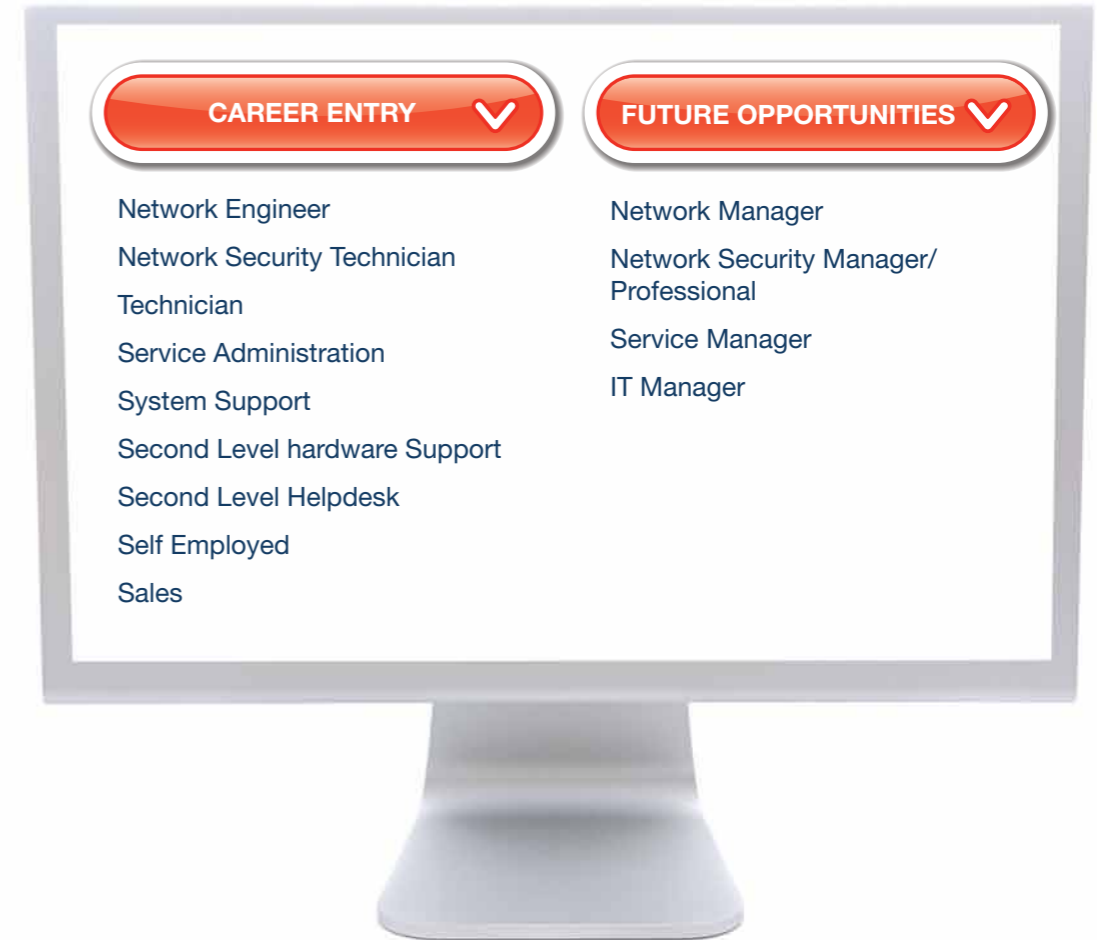 CAREER ENTRY
Network Engineer
Network Security Technician
Technician
Service Administration
System Support
Second Level hardware Support
Second Level Helpdesk
Self Employed
Sales
FUTURE OPPORTUNITIES
Network Manager
Network Security Manager/
Professional
Service Manager
IT Manager